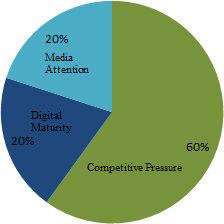 20%
Media
Attention
Digital
Maturity
20%
60%
Competitive Pressure